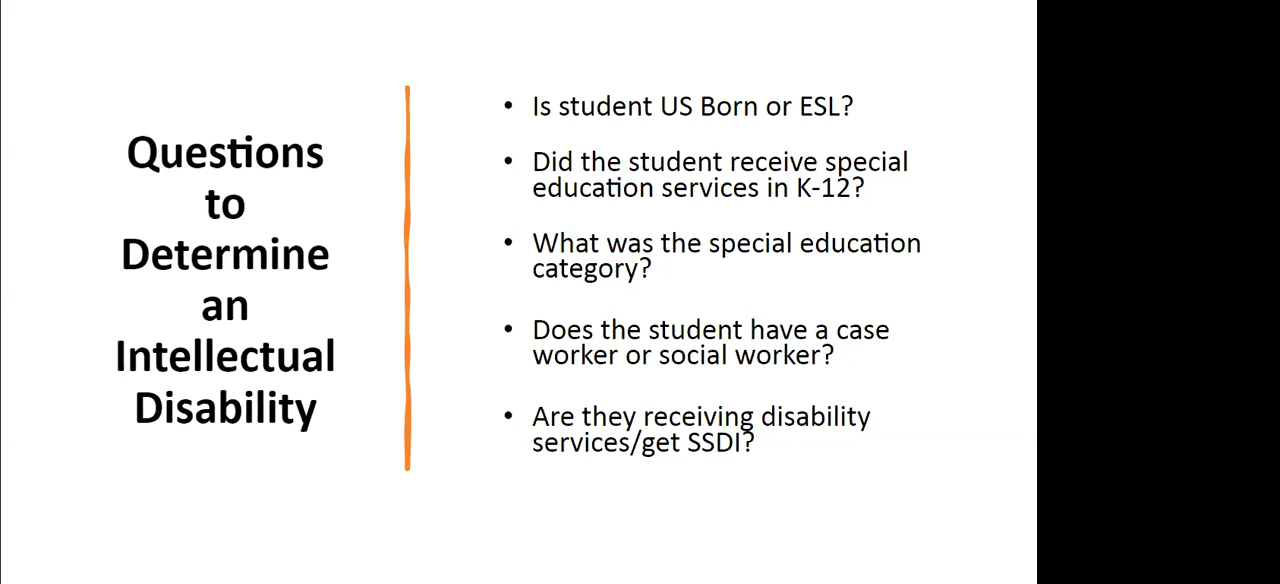 Questions
to
Determine
an
Intellectual
Disability
• Is student US Born or ESL?
• Did the student receive special
education services in K-12?
• What was the special education
category?
• Does the student have a case
worker or social worker?
• Are they receiving disability
services/get SSDI?